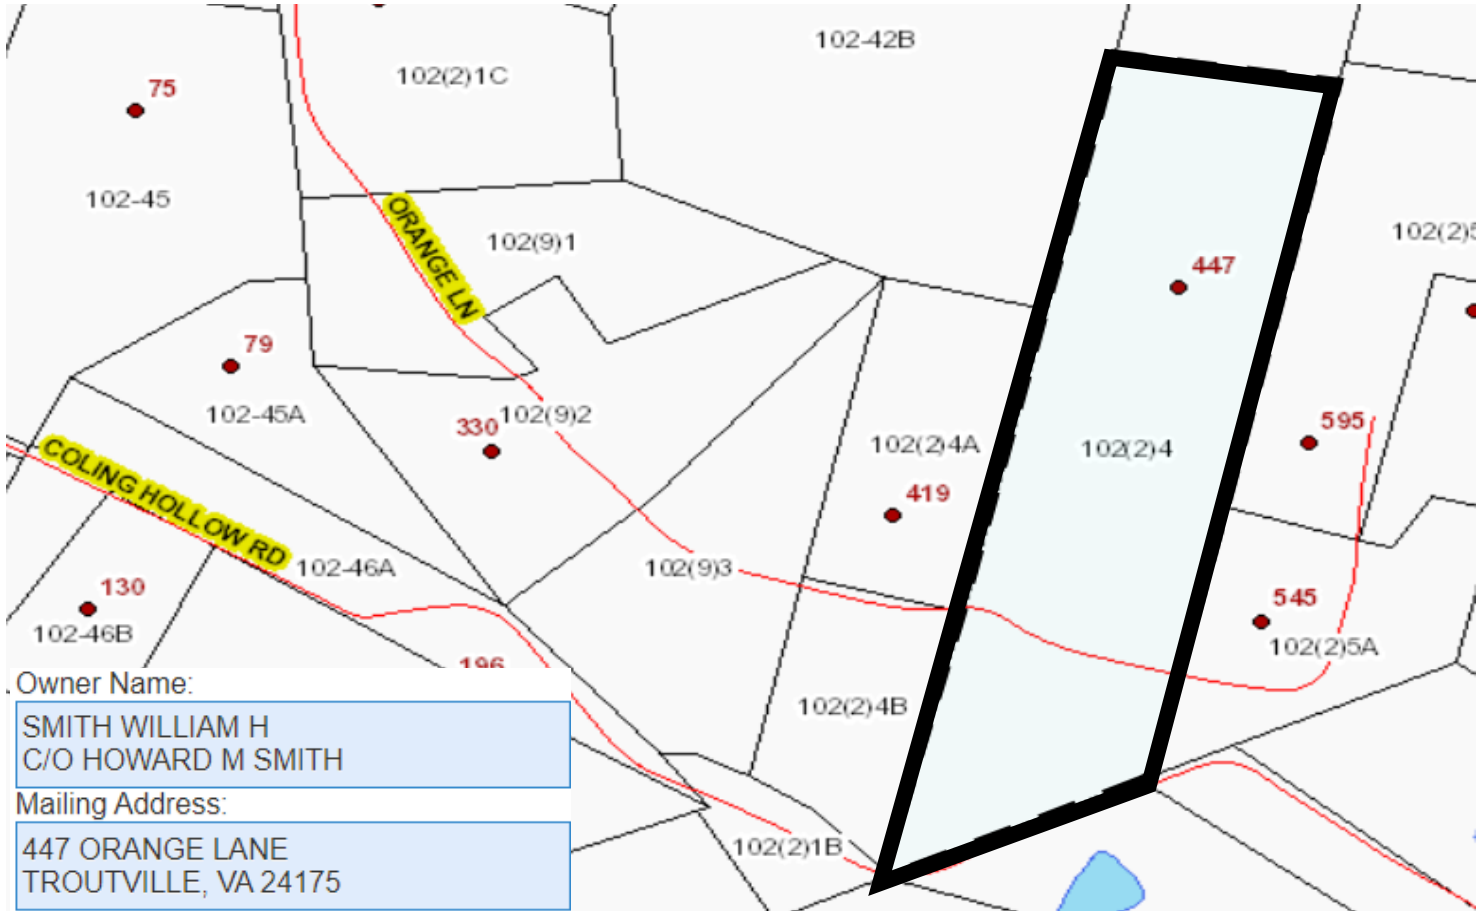 102-42B
102(2)1C
75
102-45
ORANGE LN
102(9)1
102(2)5
447
79
102-45A
330
102(9)2
102(2)4A
102(2)4
595
419
COLING HOLLOW RD
102-46A
102(9)3
130
102-46B
545
102(2)5A
196
102(2)4B
102(2)1B
Owner Name:
SMITH WILLIAM H
C/O HOWARD M SMITH
Mailing Address:
447 ORANGE LANE
TROUTVILLE, VA 24175